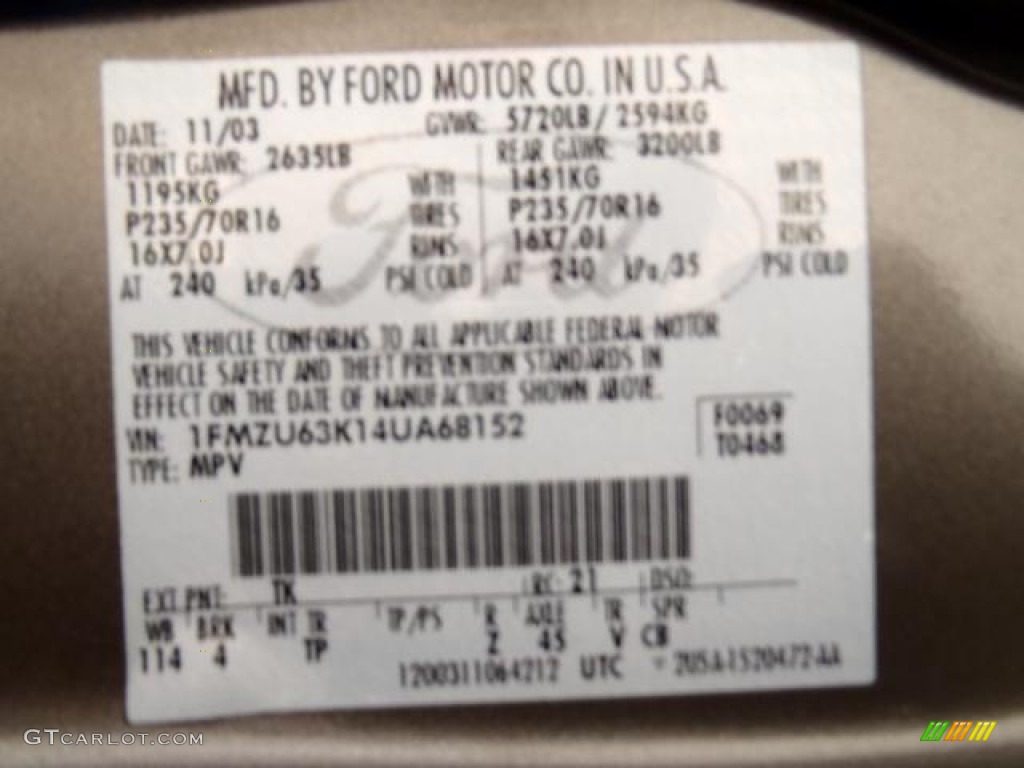 MFD. BY FORD MOTOR CO. IN U.S.A.
DATE: 11/03 GVWR: 5720LB / 2594KG
FRONT GAWR: 2635LB REAR GAWR: 3200LB
1195KG WITH 1451KG WITH
P235/70R16 TIRES P235/70R16 TIRES
16X7.0J RIMS 16X7.0J RIMS
AT 240 kPa/35 PSI COLD AT 240 kPa/35 PSI COLD
Ford
THIS VEHICLE CONFORMS TO ALL APPLICABLE FEDERAL MOTOR
VEHICLE SAFETY AND THEFT PREVENTION STANDARDS IN
EFFECT ON THE DATE OF MANUFACTURE SHOWN ABOVE.
VIN: 1FMZU63K14UA68152 F0069
TYPE: MPV T0468
EXT PNT: TK RC: 21 DSO:
WB BRK INT TR TP/PS R AXLE TR SPR
114 4 TP Z 45 V CB
1200311064212 UTC
GTCARLOT.COM